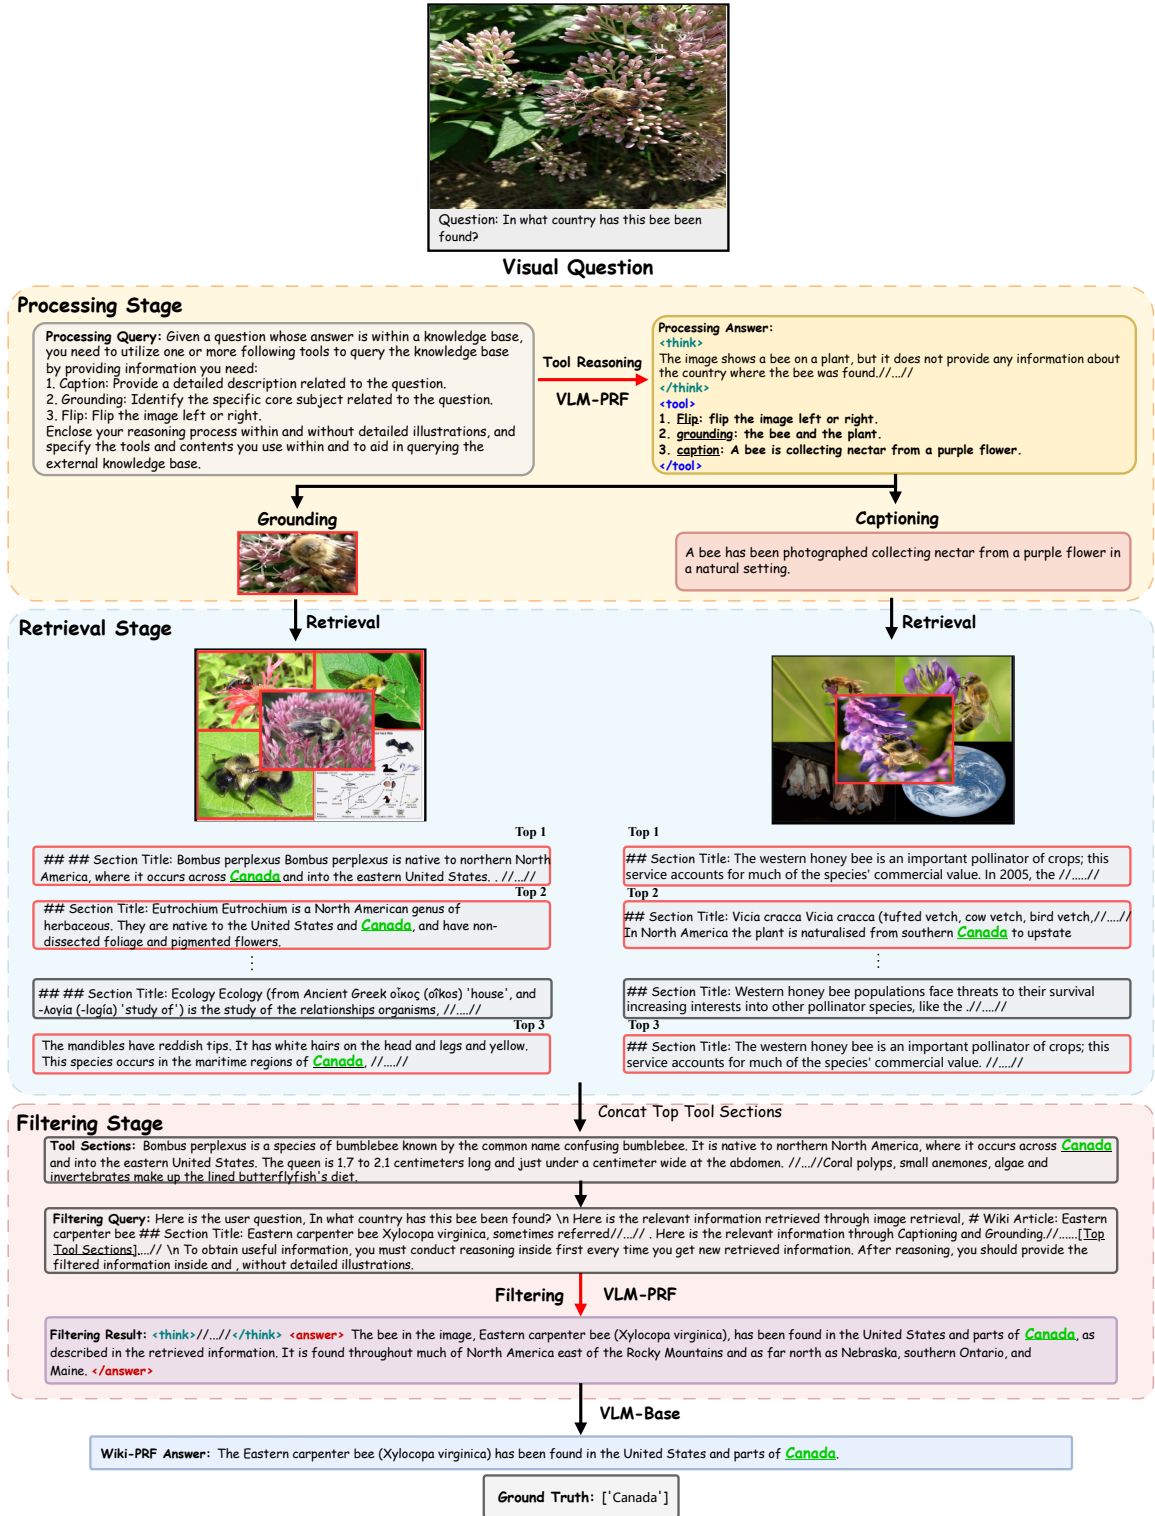 Question: In what country has this bee been
found?
Visual Question
Processing Stage
Processing Query: Given a question whose answer is within a knowledge base,
you need to utilize one or more following tools to query the knowledge base
by providing information you need:
1. Caption: Provide a detailed description related to the question.
2. Grounding: Identify the specific core subject related to the question.
3. Flip: Flip the image left or right.
Enclose your reasoning process within and without detailed illustrations, and
specify the tools and contents you use within and to aid in querying the
external knowledge base.
Tool Reasoning
VLM-PRF
Processing Answer:
<think>
The image shows a bee on a plant, but it does not provide any information about
the country where the bee was found.//...//
</think>
<tool>
1. Flip: flip the image left or right.
2. grounding: the bee and the plant.
3. caption: A bee is collecting nectar from a purple flower.
</tool>
Grounding
Captioning
A bee has been photographed collecting nectar from a purple flower in
a natural setting.
Retrieval Stage
Retrieval
Retrieval
Top 1
## ## Section Title: Bombus perplexus Bombus perplexus is native to northern North
America, where it occurs across Canada and into the eastern United States. . //...//
Top 2
## Section Title: Eutrochium Eutrochium is a North American genus of
herbaceous. They are native to the United States and Canada, and have non-
dissected foliage and pigmented flowers.
⋮
## ## Section Title: Ecology Ecology (from Ancient Greek οἶκος (oîkos) 'house', and
-λογία (-logía) 'study of') is the study of the relationships organisms, //....//
Top 3
The mandibles have reddish tips. It has white hairs on the head and legs and yellow.
This species occurs in the maritime regions of Canada, //....//
Top 1
## Section Title: The western honey bee is an important pollinator of crops; this
service accounts for much of the species' commercial value. In 2005, the //.....//
Top 2
## Section Title: Vicia cracca Vicia cracca (tufted vetch, cow vetch, bird vetch,//....//
In North America the plant is naturalised from southern Canada to upstate
⋮
## Section Title: Western honey bee populations face threats to their survival
increasing interests into other pollinator species, like the .//....//
Top 3
## Section Title: The western honey bee is an important pollinator of crops; this
service accounts for much of the species' commercial value. //....//
Concat Top Tool Sections
Filtering Stage
Tool Sections: Bombus perplexus is a species of bumblebee known by the common name confusing bumblebee. It is native to northern North America, where it occurs across Canada
and into the eastern United States. The queen is 1.7 to 2.1 centimeters long and just under a centimeter wide at the abdomen. //...//Coral polyps, small anemones, algae and
invertebrates make up the lined butterflyfish's diet.
Filtering Query: Here is the user question, In what country has this bee been found? \n Here is the relevant information retrieved through image retrieval, # Wiki Article: Eastern
carpenter bee ## Section Title: Eastern carpenter bee Xylocopa virginica, sometimes referred//...// . Here is the relevant information through Captioning and Grounding.//......[Top
Tool Sections]....// \n To obtain useful information, you must conduct reasoning inside first every time you get new retrieved information. After reasoning, you should provide the
filtered information inside and , without detailed illustrations.
Filtering VLM-PRF
Filtering Result: <think>//...//</think> <answer> The bee in the image, Eastern carpenter bee (Xylocopa virginica), has been found in the United States and parts of Canada, as
described in the retrieved information. It is found throughout much of North America east of the Rocky Mountains and as far north as Nebraska, southern Ontario, and
Maine. </answer>
VLM-Base
Wiki-PRF Answer: The Eastern carpenter bee (Xylocopa virginica) has been found in the United States and parts of Canada.
Ground Truth: ['Canada']